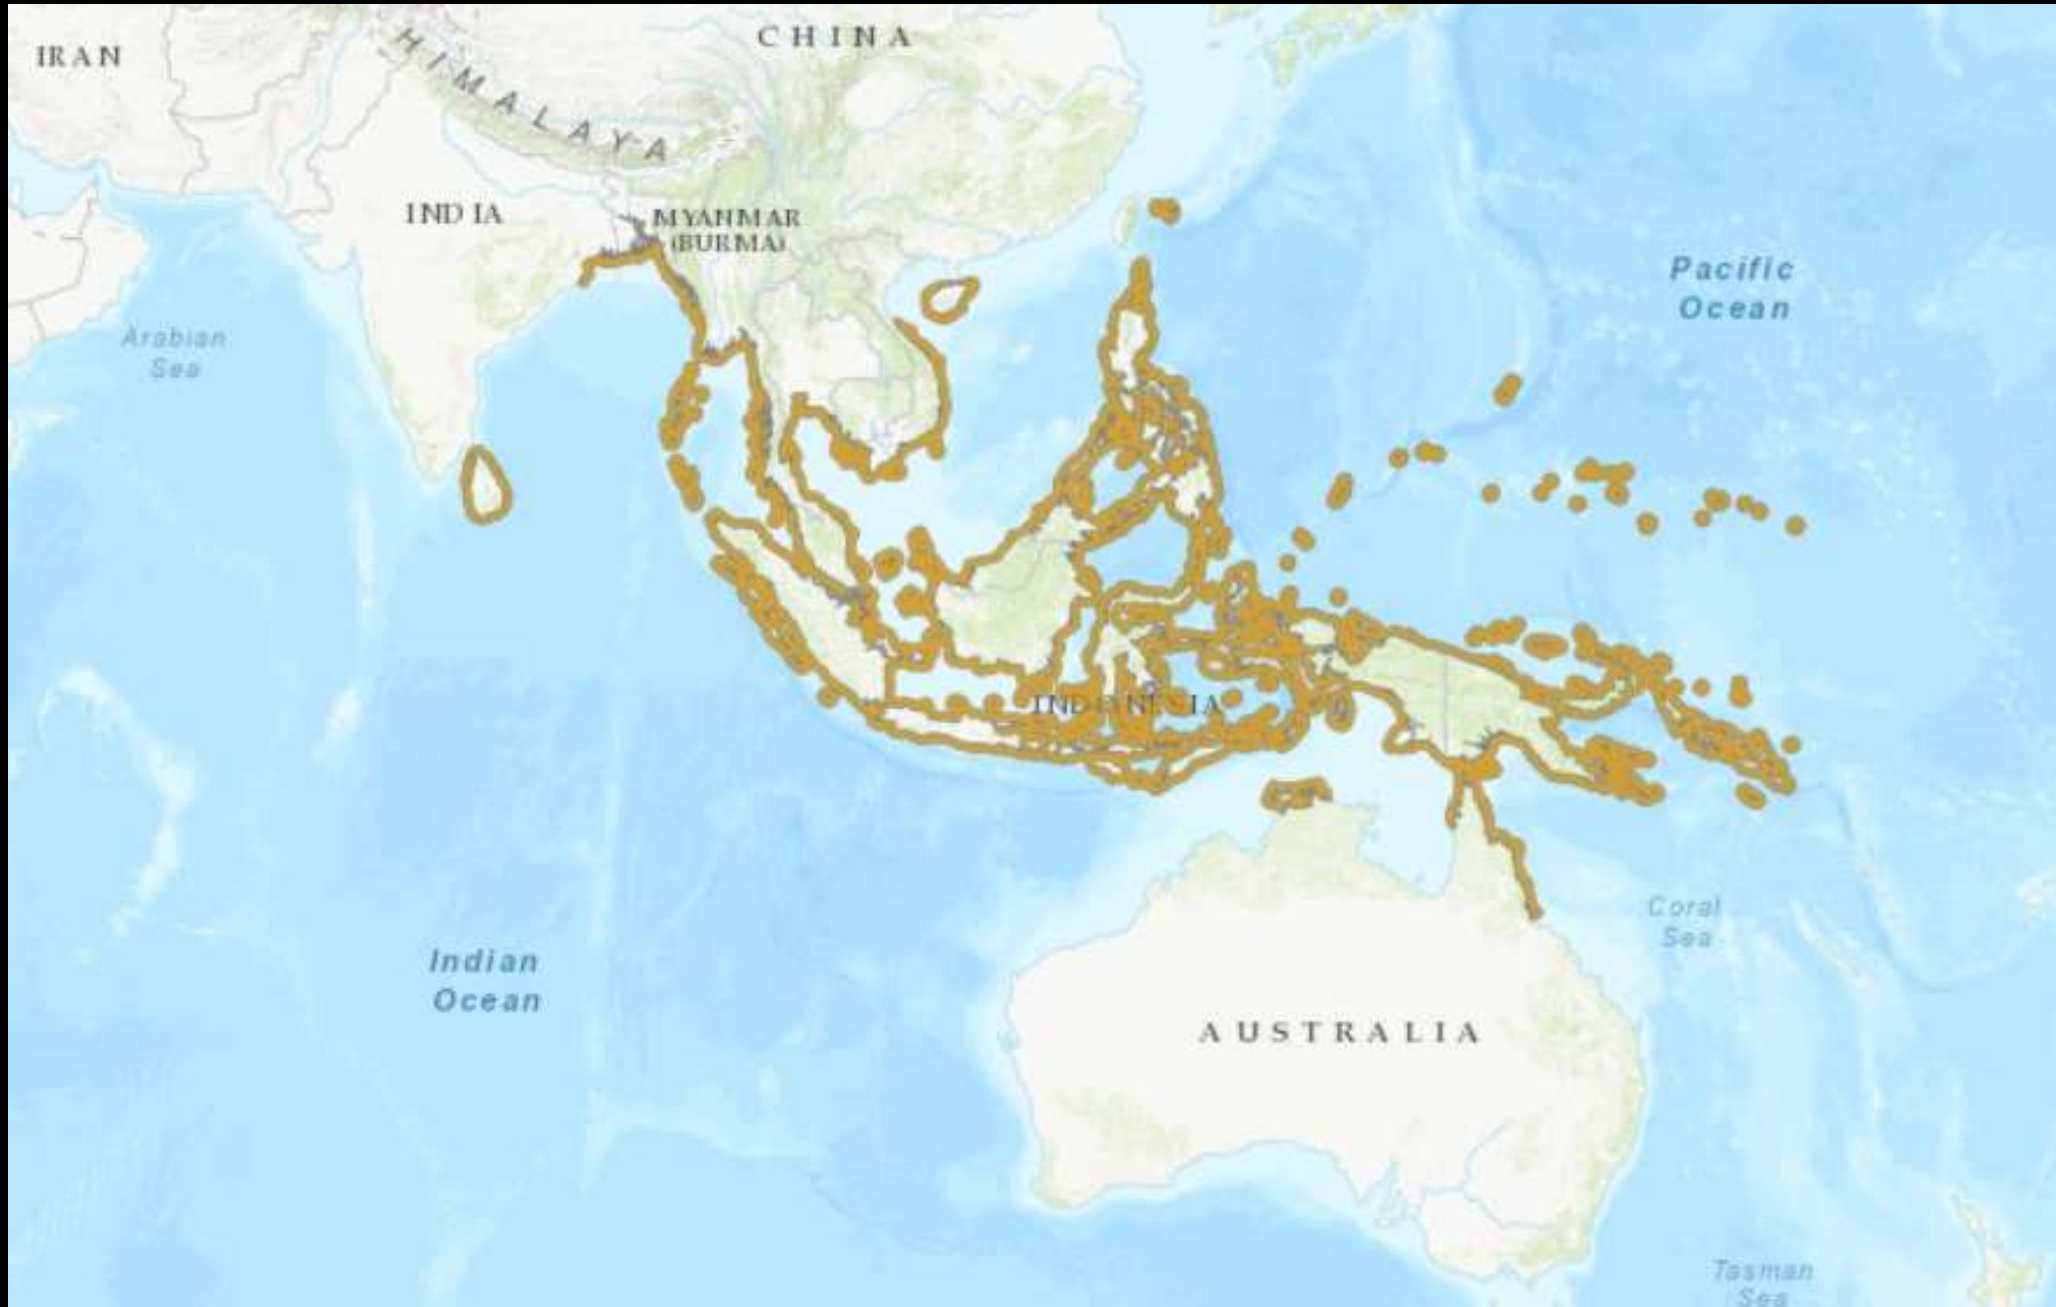 IRAN
CHINA
HIMALAYA
INDIA
MYANMAR
(BURMA)
Pacific
Ocean
Arabian
Sea
INDONESIA
Coral
Sea
Indian
Ocean
AUSTRALIA
Tasman
Sea